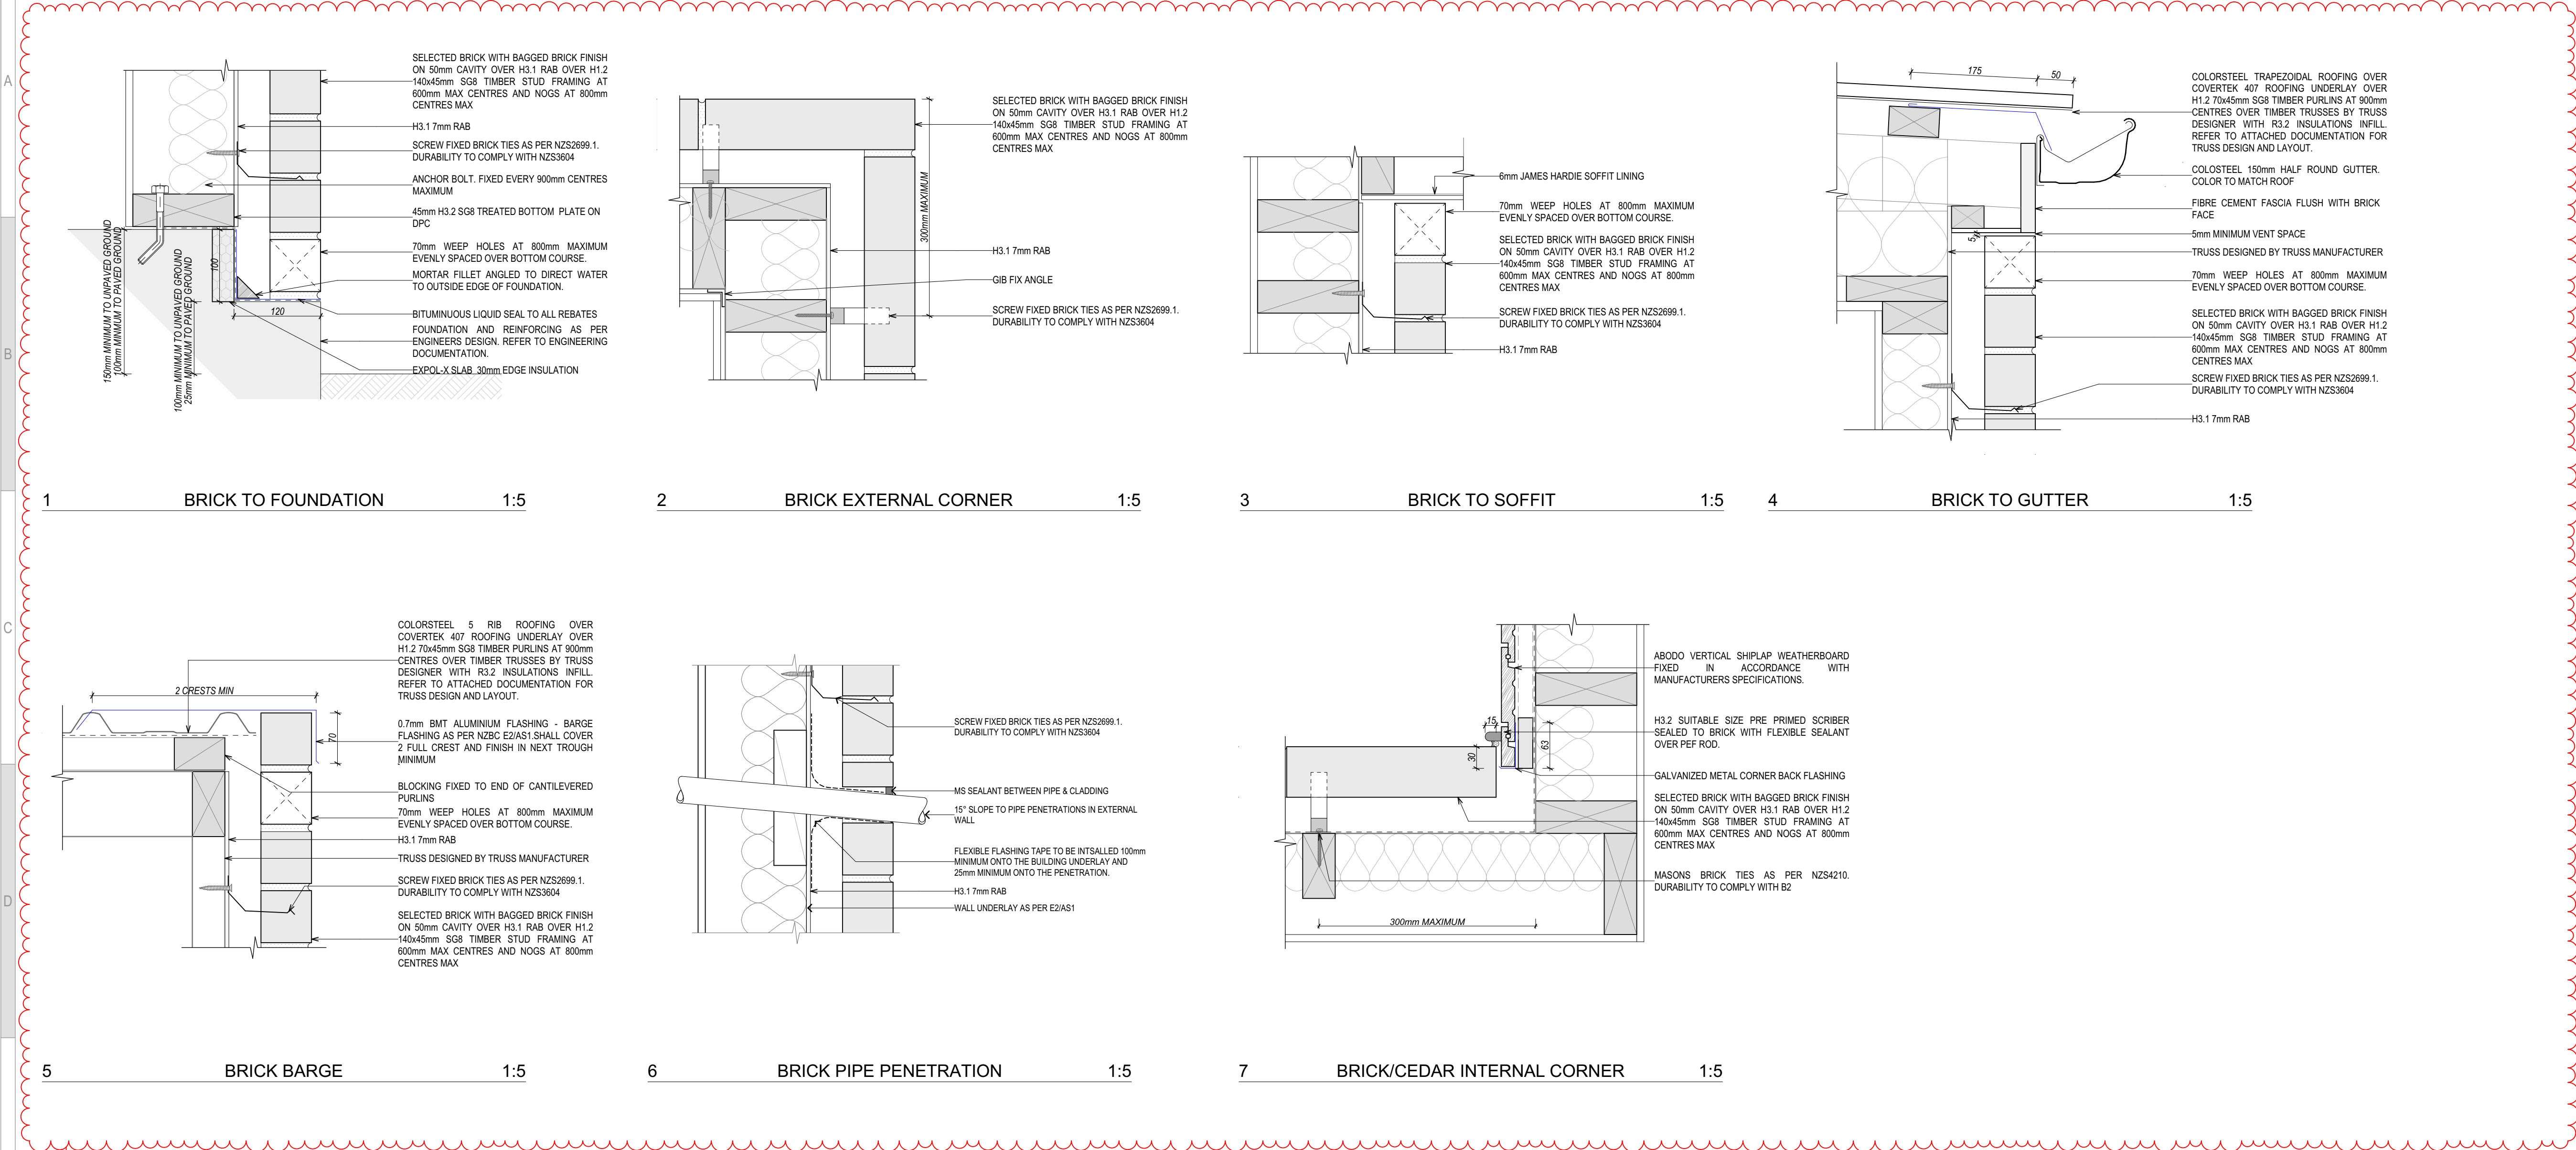 A
B
C
D
SELECTED BRICK WITH BAGGED BRICK FINISH
ON 50mm CAVITY OVER H3.1 RAB OVER H1.2
140x45mm SG8 TIMBER STUD FRAMING AT
600mm MAX CENTRES AND NOGS AT 800mm
CENTRES MAX
H3.1 7mm RAB
SCREW FIXED BRICK TIES AS PER NZS2699.1.
DURABILITY TO COMPLY WITH NZS3604
ANCHOR BOLT. FIXED EVERY 900mm CENTRES
MAXIMUM
45mm H3.2 SG8 TREATED BOTTOM PLATE ON
DPC
70mm WEEP HOLES AT 800mm MAXIMUM
EVENLY SPACED OVER BOTTOM COURSE.
MORTAR FILLET ANGLED TO DIRECT WATER
TO OUTSIDE EDGE OF FOUNDATION.
BITUMINUOUS LIQUID SEAL TO ALL REBATES
FOUNDATION AND REINFORCING AS PER
ENGINEERS DESIGN. REFER TO ENGINEERING
DOCUMENTATION.
EXPOL-X SLAB 30mm EDGE INSULATION
150mm MINIMUM TO UNPAVED GROUND
100mm MINIMUM TO PAVED GROUND
100mm MINIMUM TO UNPAVED GROUND
25mm MINIMUM TO PAVED GROUND
100
120
1 BRICK TO FOUNDATION 1:5
SELECTED BRICK WITH BAGGED BRICK FINISH
ON 50mm CAVITY OVER H3.1 RAB OVER H1.2
140x45mm SG8 TIMBER STUD FRAMING AT
600mm MAX CENTRES AND NOGS AT 800mm
CENTRES MAX
300mm MAXIMUM
H3.1 7mm RAB
GIB FIX ANGLE
SCREW FIXED BRICK TIES AS PER NZS2699.1.
DURABILITY TO COMPLY WITH NZS3604
2 BRICK EXTERNAL CORNER 1:5
6mm JAMES HARDIE SOFFIT LINING
70mm WEEP HOLES AT 800mm MAXIMUM
EVENLY SPACED OVER BOTTOM COURSE.
SELECTED BRICK WITH BAGGED BRICK FINISH
ON 50mm CAVITY OVER H3.1 RAB OVER H1.2
140x45mm SG8 TIMBER STUD FRAMING AT
600mm MAX CENTRES AND NOGS AT 800mm
CENTRES MAX
SCREW FIXED BRICK TIES AS PER NZS2699.1.
DURABILITY TO COMPLY WITH NZS3604
H3.1 7mm RAB
3 BRICK TO SOFFIT 1:5
175
50
5
COLORSTEEL TRAPEZOIDAL ROOFING OVER
COVERTEK 407 ROOFING UNDERLAY OVER
H1.2 70x45mm SG8 TIMBER PURLINS AT 900mm
CENTRES OVER TIMBER TRUSSES BY TRUSS
DESIGNER WITH R3.2 INSULATIONS INFILL.
REFER TO ATTACHED DOCUMENTATION FOR
TRUSS DESIGN AND LAYOUT.
COLOSTEEL 150mm HALF ROUND GUTTER.
COLOR TO MATCH ROOF
FIBRE CEMENT FASCIA FLUSH WITH BRICK
FACE
5mm MINIMUM VENT SPACE
TRUSS DESIGNED BY TRUSS MANUFACTURER
70mm WEEP HOLES AT 800mm MAXIMUM
EVENLY SPACED OVER BOTTOM COURSE.
SELECTED BRICK WITH BAGGED BRICK FINISH
ON 50mm CAVITY OVER H3.1 RAB OVER H1.2
140x45mm SG8 TIMBER STUD FRAMING AT
600mm MAX CENTRES AND NOGS AT 800mm
CENTRES MAX
SCREW FIXED BRICK TIES AS PER NZS2699.1.
DURABILITY TO COMPLY WITH NZS3604
H3.1 7mm RAB
4 BRICK TO GUTTER 1:5
COLORSTEEL 5 RIB ROOFING OVER
COVERTEK 407 ROOFING UNDERLAY OVER
H1.2 70x45mm SG8 TIMBER PURLINS AT 900mm
CENTRES OVER TIMBER TRUSSES BY TRUSS
DESIGNER WITH R3.2 INSULATIONS INFILL.
REFER TO ATTACHED DOCUMENTATION FOR
TRUSS DESIGN AND LAYOUT.
2 CRESTS MIN
70
0.7mm BMT ALUMINIUM FLASHING - BARGE
FLASHING AS PER NZBC E2/AS1.SHALL COVER
2 FULL CREST AND FINISH IN NEXT TROUGH
MINIMUM
BLOCKING FIXED TO END OF CANTILEVERED
PURLINS
70mm WEEP HOLES AT 800mm MAXIMUM
EVENLY SPACED OVER BOTTOM COURSE.
H3.1 7mm RAB
TRUSS DESIGNED BY TRUSS MANUFACTURER
SCREW FIXED BRICK TIES AS PER NZS2699.1.
DURABILITY TO COMPLY WITH NZS3604
SELECTED BRICK WITH BAGGED BRICK FINISH
ON 50mm CAVITY OVER H3.1 RAB OVER H1.2
140x45mm SG8 TIMBER STUD FRAMING AT
600mm MAX CENTRES AND NOGS AT 800mm
CENTRES MAX
5 BRICK BARGE 1:5
SCREW FIXED BRICK TIES AS PER NZS2699.1.
DURABILITY TO COMPLY WITH NZS3604
MS SEALANT BETWEEN PIPE & CLADDING
15° SLOPE TO PIPE PENETRATIONS IN EXTERNAL
WALL
FLEXIBLE FLASHING TAPE TO BE INTSALLED 100mm
MINIMUM ONTO THE BUILDING UNDERLAY AND
25mm MINIMUM ONTO THE PENETRATION.
H3.1 7mm RAB
WALL UNDERLAY AS PER E2/AS1
6 BRICK PIPE PENETRATION 1:5
ABODO VERTICAL SHIPLAP WEATHERBOARD
FIXED IN ACCORDANCE WITH
MANUFACTURERS SPECIFICATIONS.
15
63
30
H3.2 SUITABLE SIZE PRE PRIMED SCRIBER
SEALED TO BRICK WITH FLEXIBLE SEALANT
OVER PEF ROD.
GALVANIZED METAL CORNER BACK FLASHING
SELECTED BRICK WITH BAGGED BRICK FINISH
ON 50mm CAVITY OVER H3.1 RAB OVER H1.2
140x45mm SG8 TIMBER STUD FRAMING AT
600mm MAX CENTRES AND NOGS AT 800mm
CENTRES MAX
MASONS BRICK TIES AS PER NZS4210.
DURABILITY TO COMPLY WITH B2
300mm MAXIMUM
7 BRICK/CEDAR INTERNAL CORNER 1:5